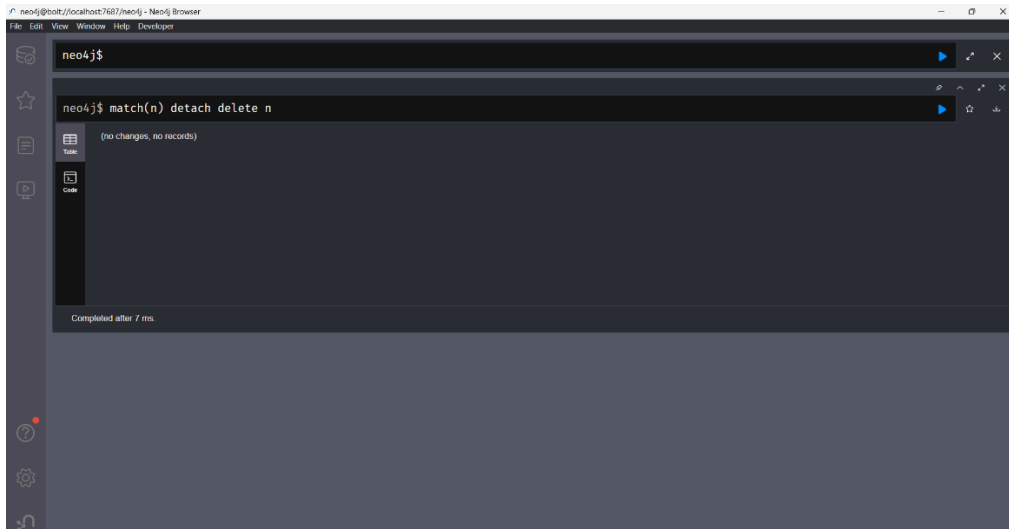 neo4j@bolt://localhost:7687/neo4j - Neo4j Browser
File Edit View Window Help Developer
neo4j$
neo4j$ match(n) detach delete n
Table
(no changes, no records)
Code
Completed after 7 ms.